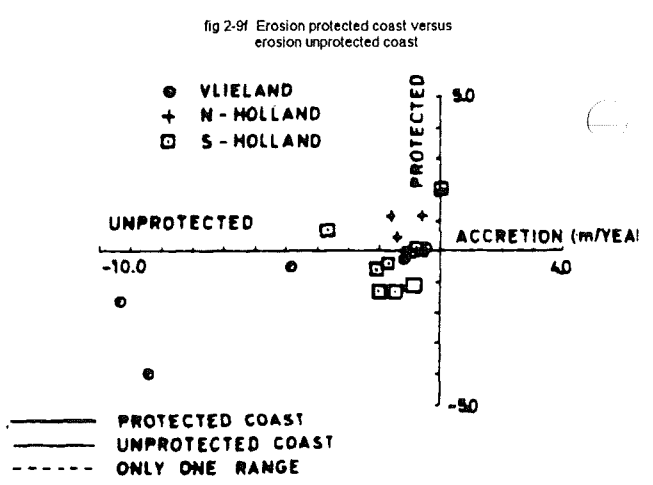 fig 2-9f Erosion protected coast versus
erosion unprotected coast
VLIELAND
N - HOLLAND
S - HOLLAND
PROTECTED
5.0
UNPROTECTED
ACCRETION (m/YEA
-10.0
4.0
-5.0
PROTECTED COAST
UNPROTECTED COAST
ONLY ONE RANGE